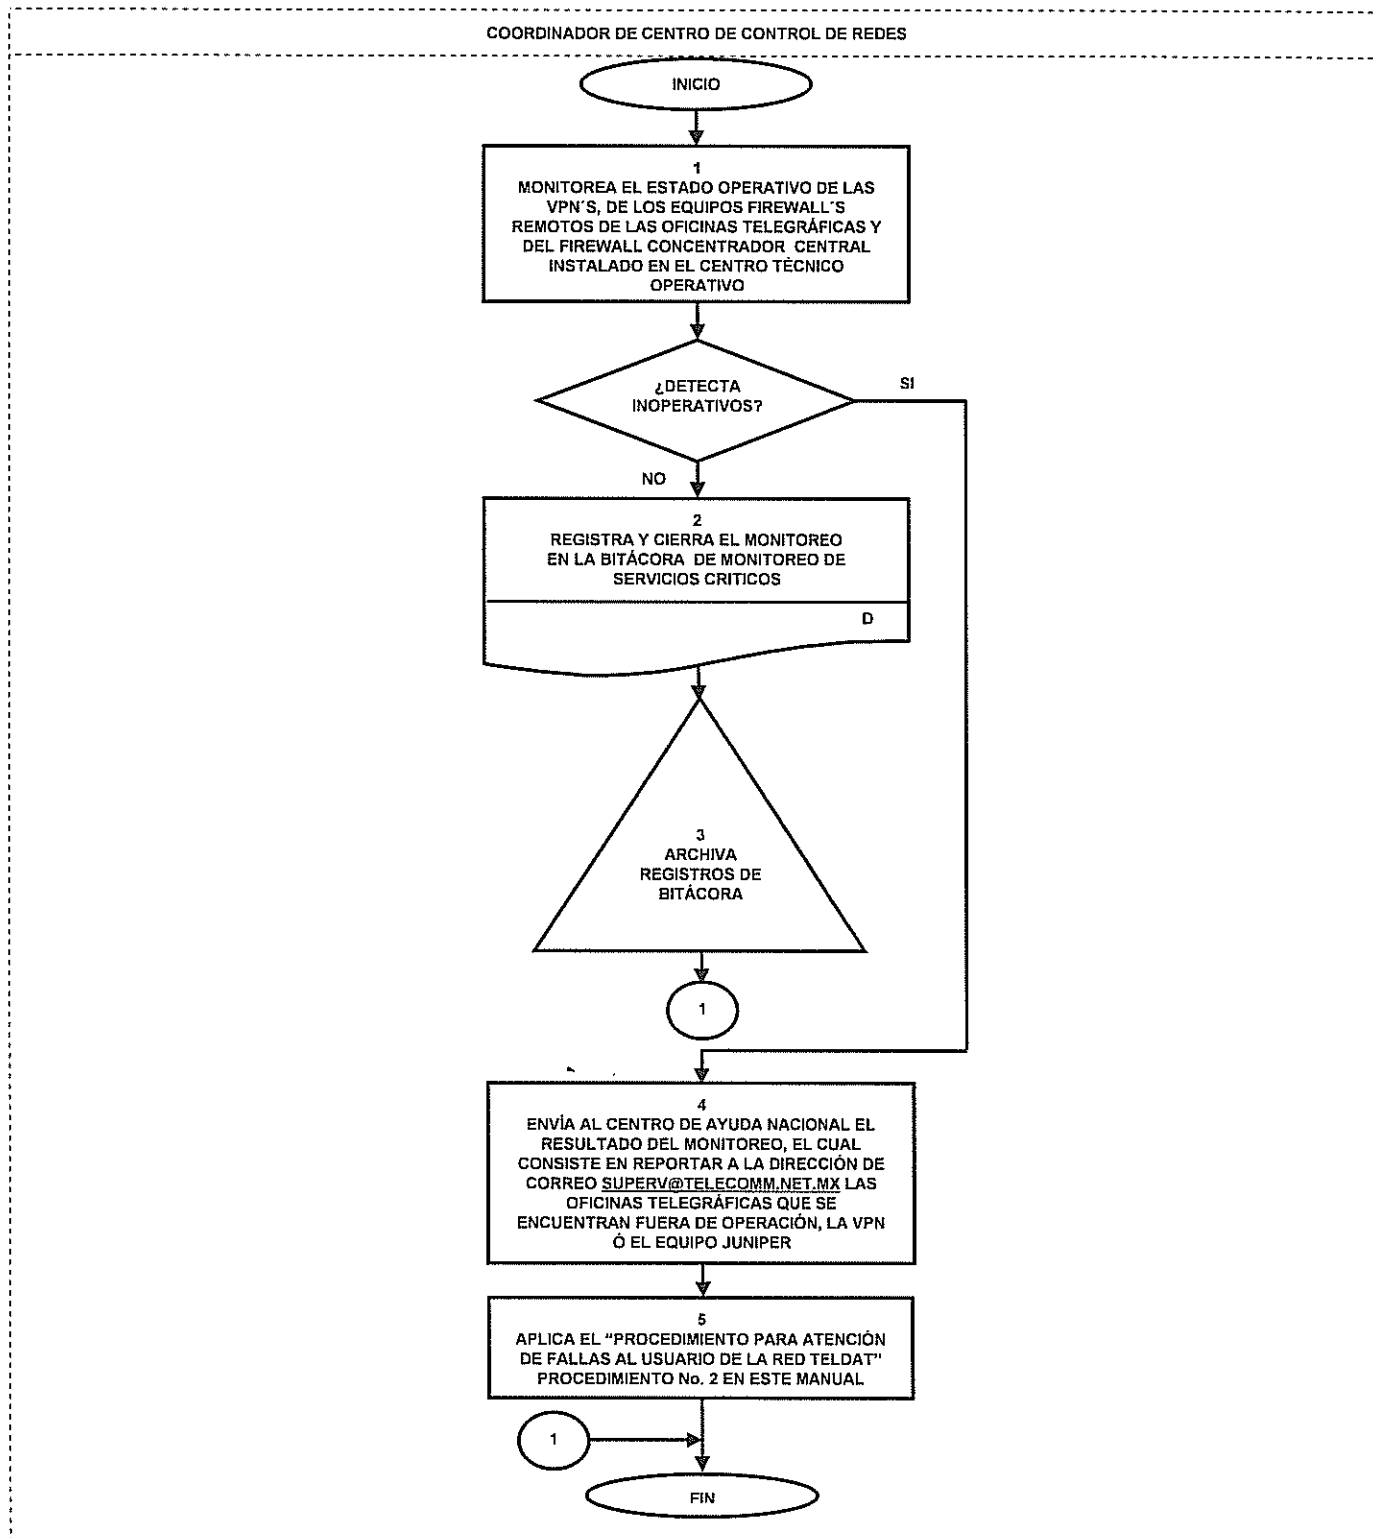 COORDINADOR DE CENTRO DE CONTROL DE REDES
INICIO
1
MONITOREA EL ESTADO OPERATIVO DE LAS
VPN´S, DE LOS EQUIPOS FIREWALL´S
REMOTOS DE LAS OFICINAS TELEGRÁFICAS Y
DEL FIREWALL CONCENTRADOR CENTRAL
INSTALADO EN EL CENTRO TÉCNICO
OPERATIVO
¿DETECTA
INOPERATIVOS?
SI
NO
2
REGISTRA Y CIERRA EL MONITOREO
EN LA BITÁCORA DE MONITOREO DE
SERVICIOS CRITICOS
D
3
ARCHIVA
REGISTROS DE
BITÁCORA
1
4
ENVÍA AL CENTRO DE AYUDA NACIONAL EL
RESULTADO DEL MONITOREO, EL CUAL
CONSISTE EN REPORTAR A LA DIRECCIÓN DE
CORREO SUPERV@TELECOMM.NET.MX LAS
OFICINAS TELEGRÁFICAS QUE SE
ENCUENTRAN FUERA DE OPERACIÓN, LA VPN
Ó EL EQUIPO JUNIPER
5
APLICA EL “PROCEDIMIENTO PARA ATENCIÓN
DE FALLAS AL USUARIO DE LA RED TELDAT”
PROCEDIMIENTO No. 2 EN ESTE MANUAL
1
FIN